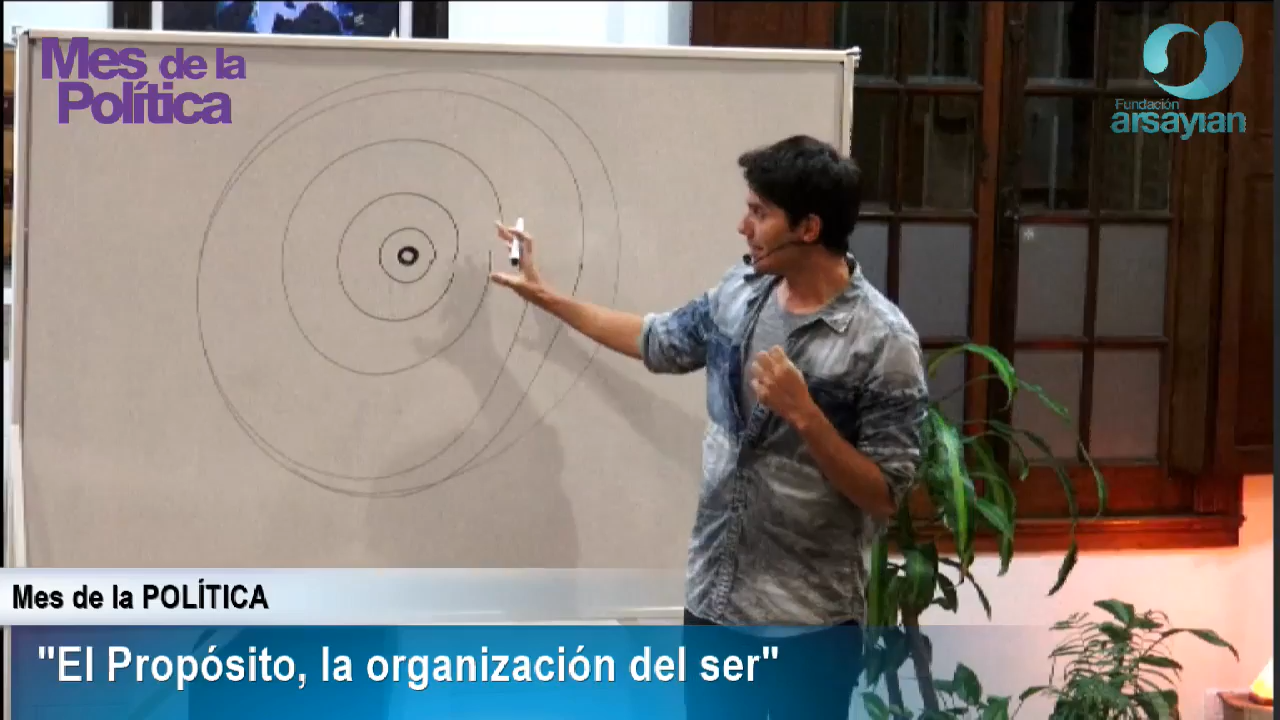 Mes de la
Política
Fundación
arsayian
Mes de la POLÍTICA
"El Propósito, la organización del ser"